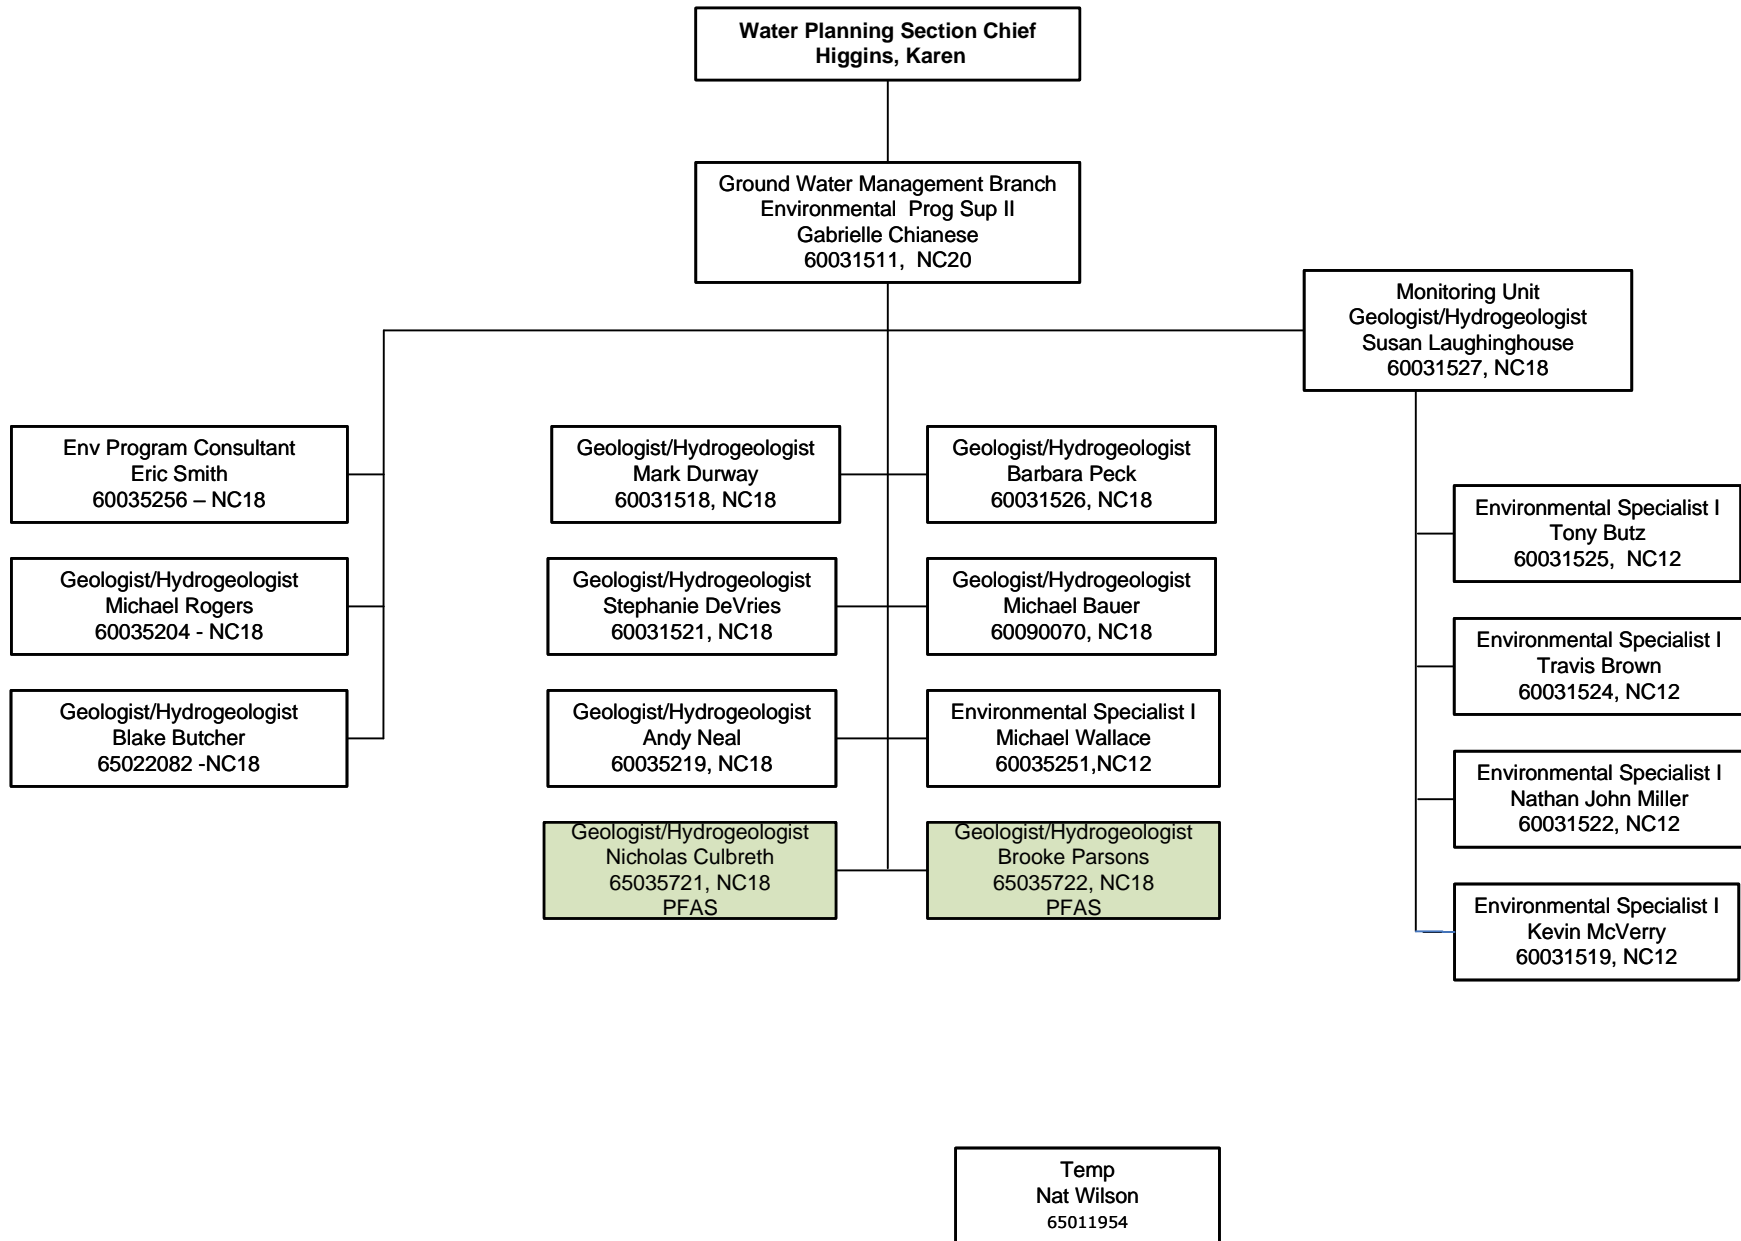 Water Planning Section Chief
Higgins, Karen
Ground Water Management Branch
Environmental Prog Sup II
Gabrielle Chianese
60031511, NC20
Monitoring Unit
Geologist/Hydrogeologist
Susan Laughinghouse
60031527, NC18
Env Program Consultant
Eric Smith
60035256 – NC18
Geologist/Hydrogeologist
Michael Rogers
60035204 - NC18
Geologist/Hydrogeologist
Blake Butcher
65022082 -NC18
Geologist/Hydrogeologist
Mark Durway
60031518, NC18
Geologist/Hydrogeologist
Stephanie DeVries
60031521, NC18
Geologist/Hydrogeologist
Andy Neal
60035219, NC18
Geologist/Hydrogeologist
Nicholas Culbreth
65035721, NC18
PFAS
Geologist/Hydrogeologist
Barbara Peck
60031526, NC18
Geologist/Hydrogeologist
Michael Bauer
60090070, NC18
Environmental Specialist I
Michael Wallace
60035251,NC12
Geologist/Hydrogeologist
Brooke Parsons
65035722, NC18
PFAS
Environmental Specialist I
Tony Butz
60031525, NC12
Environmental Specialist I
Travis Brown
60031524, NC12
Environmental Specialist I
Nathan John Miller
60031522, NC12
Environmental Specialist I
Kevin McVerry
60031519, NC12
Temp
Nat Wilson
65011954